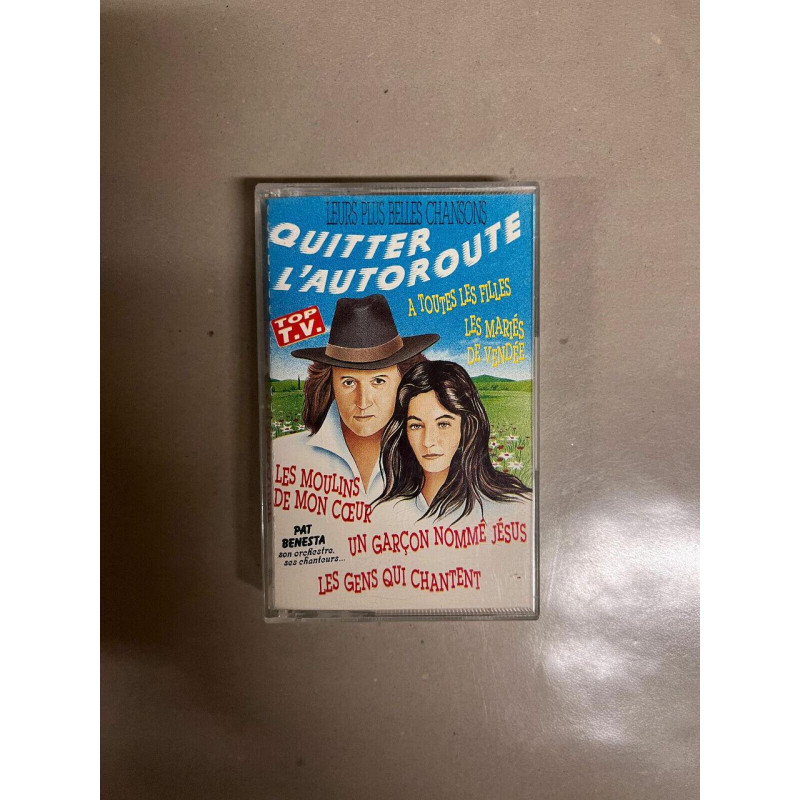 LEURS PLUS BELLES CHANSONS
QUITTER
L'AUTOROUTE
A TOUTES LES FILLES
TOP
T.V.
LES MARIÉS
DE VENDÉE
LES MOULINS
DE MON CŒUR
PAT
BENESTA
son orchestre,
ses chanteurs...
UN GARÇON NOMMÉ JÉSUS
LES GENS QUI CHANTENT